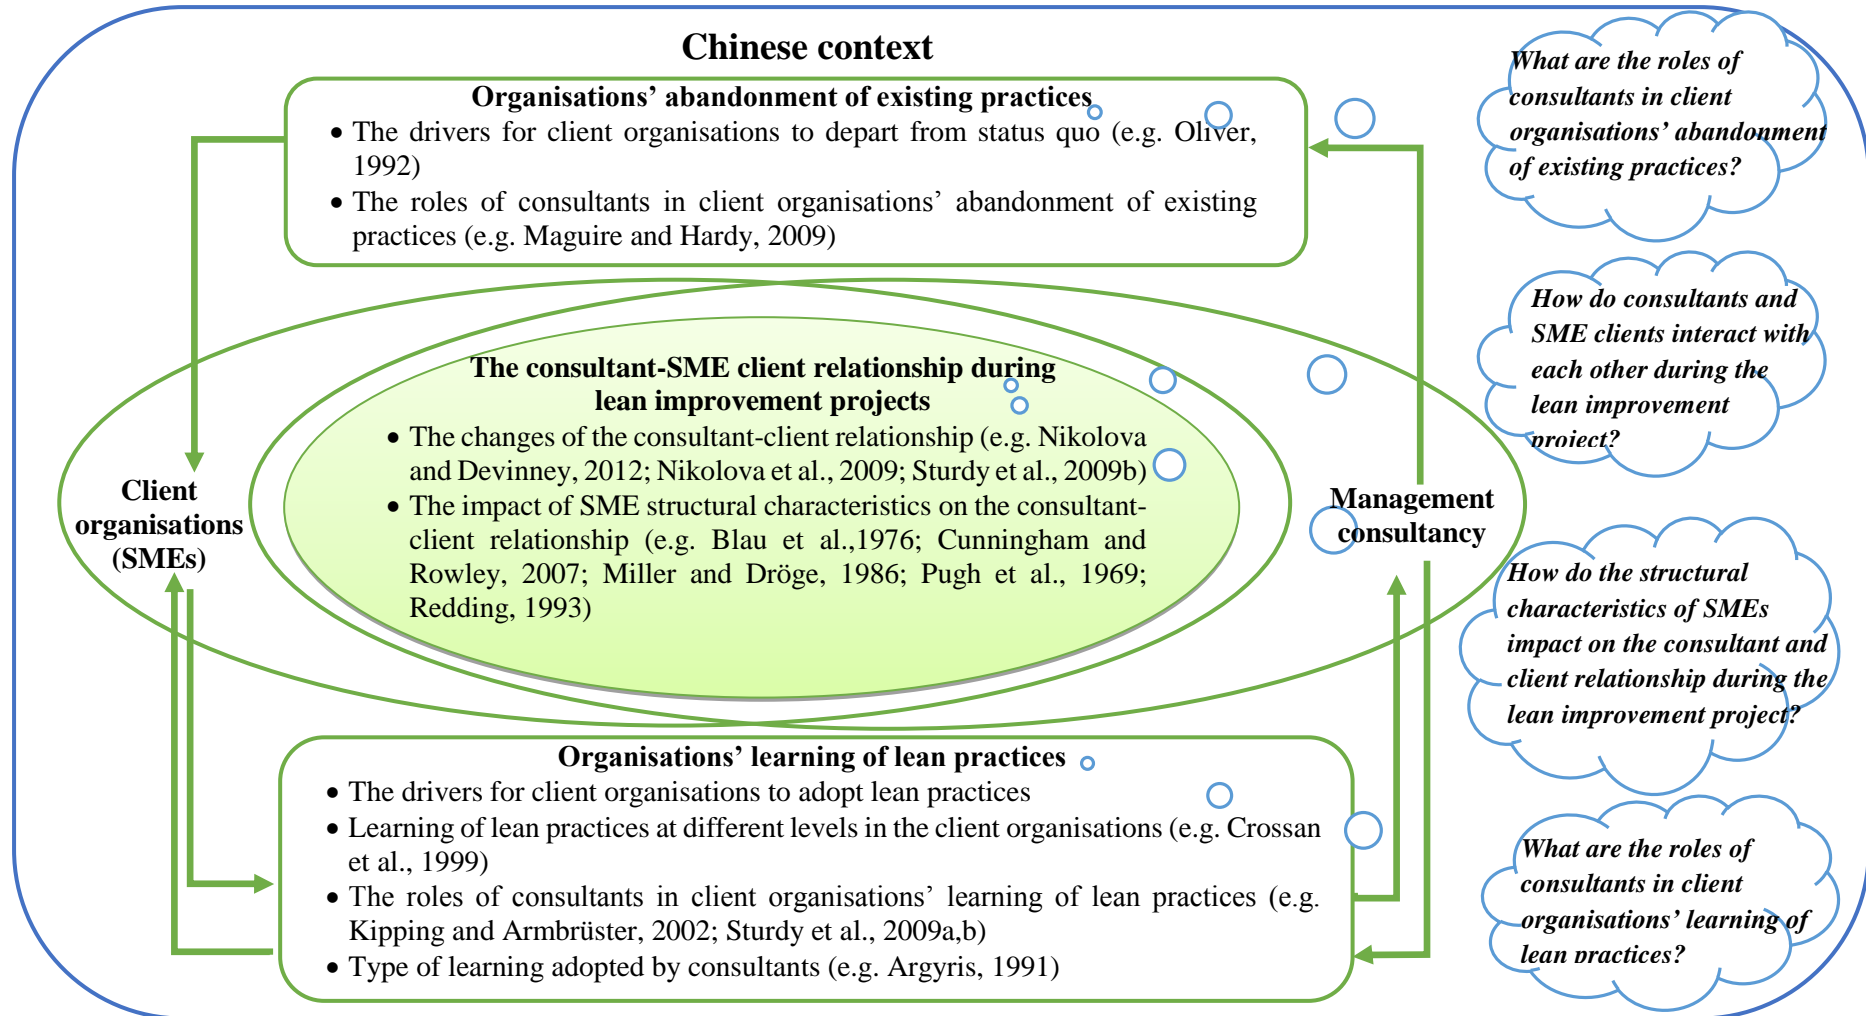 Chinese context
Organisations’ abandonment of existing practices
• The drivers for client organisations to depart from status quo (e.g. Oliver,
1992)
• The roles of consultants in client organisations’ abandonment of existing
practices (e.g. Maguire and Hardy, 2009)
The consultant-SME client relationship during
lean improvement projects
• The changes of the consultant-client relationship (e.g. Nikolova
and Devinney, 2012; Nikolova et al., 2009; Sturdy et al., 2009b)
• The impact of SME structural characteristics on the consultant-
client relationship (e.g. Blau et al.,1976; Cunningham and
Rowley, 2007; Miller and Dröge, 1986; Pugh et al., 1969;
Redding, 1993)
Client
organisations
(SMEs)
Management
consultancy
Organisations’ learning of lean practices
• The drivers for client organisations to adopt lean practices
• Learning of lean practices at different levels in the client organisations (e.g. Crossan
et al., 1999)
• The roles of consultants in client organisations’ learning of lean practices (e.g.
Kipping and Armbrüster, 2002; Sturdy et al., 2009a,b)
• Type of learning adopted by consultants (e.g. Argyris, 1991)
What are the roles of
consultants in client
organisations’ abandonment
of existing practices?
How do consultants and
SME clients interact with
each other during the
lean improvement
project?
How do the structural
characteristics of SMEs
impact on the consultant and
client relationship during the
lean improvement project?
What are the roles of
consultants in client
organisations’ learning of
lean practices?